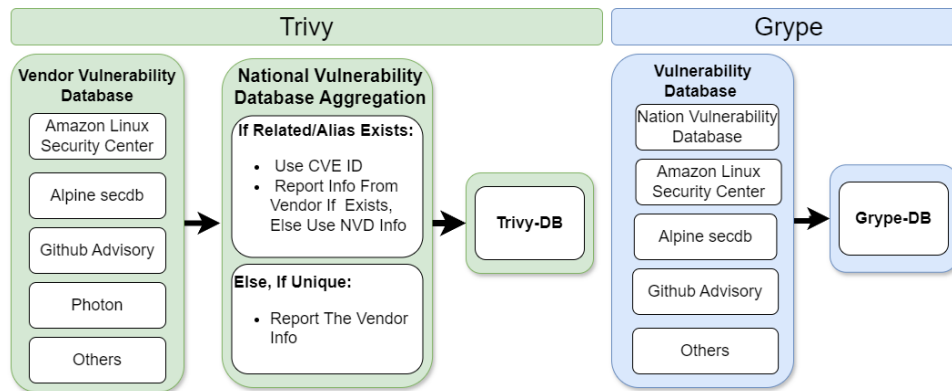 Trivy
Vendor Vulnerability
Database
Amazon Linux
Security Center
Alpine secdb
Github Advisory
Photon
Others
National Vulnerability
Database Aggregation
If Related/Alias Exists:
• Use CVE ID
• Report Info From
Vendor If Exists,
Else Use NVD Info
Else, If Unique:
• Report The Vendor
Info
Trivy-DB
Grype
Vulnerability
Database
Nation Vulnerability
Database
Amazon Linux
Security Center
Alpine secdb
Github Advisory
Others
Grype-DB